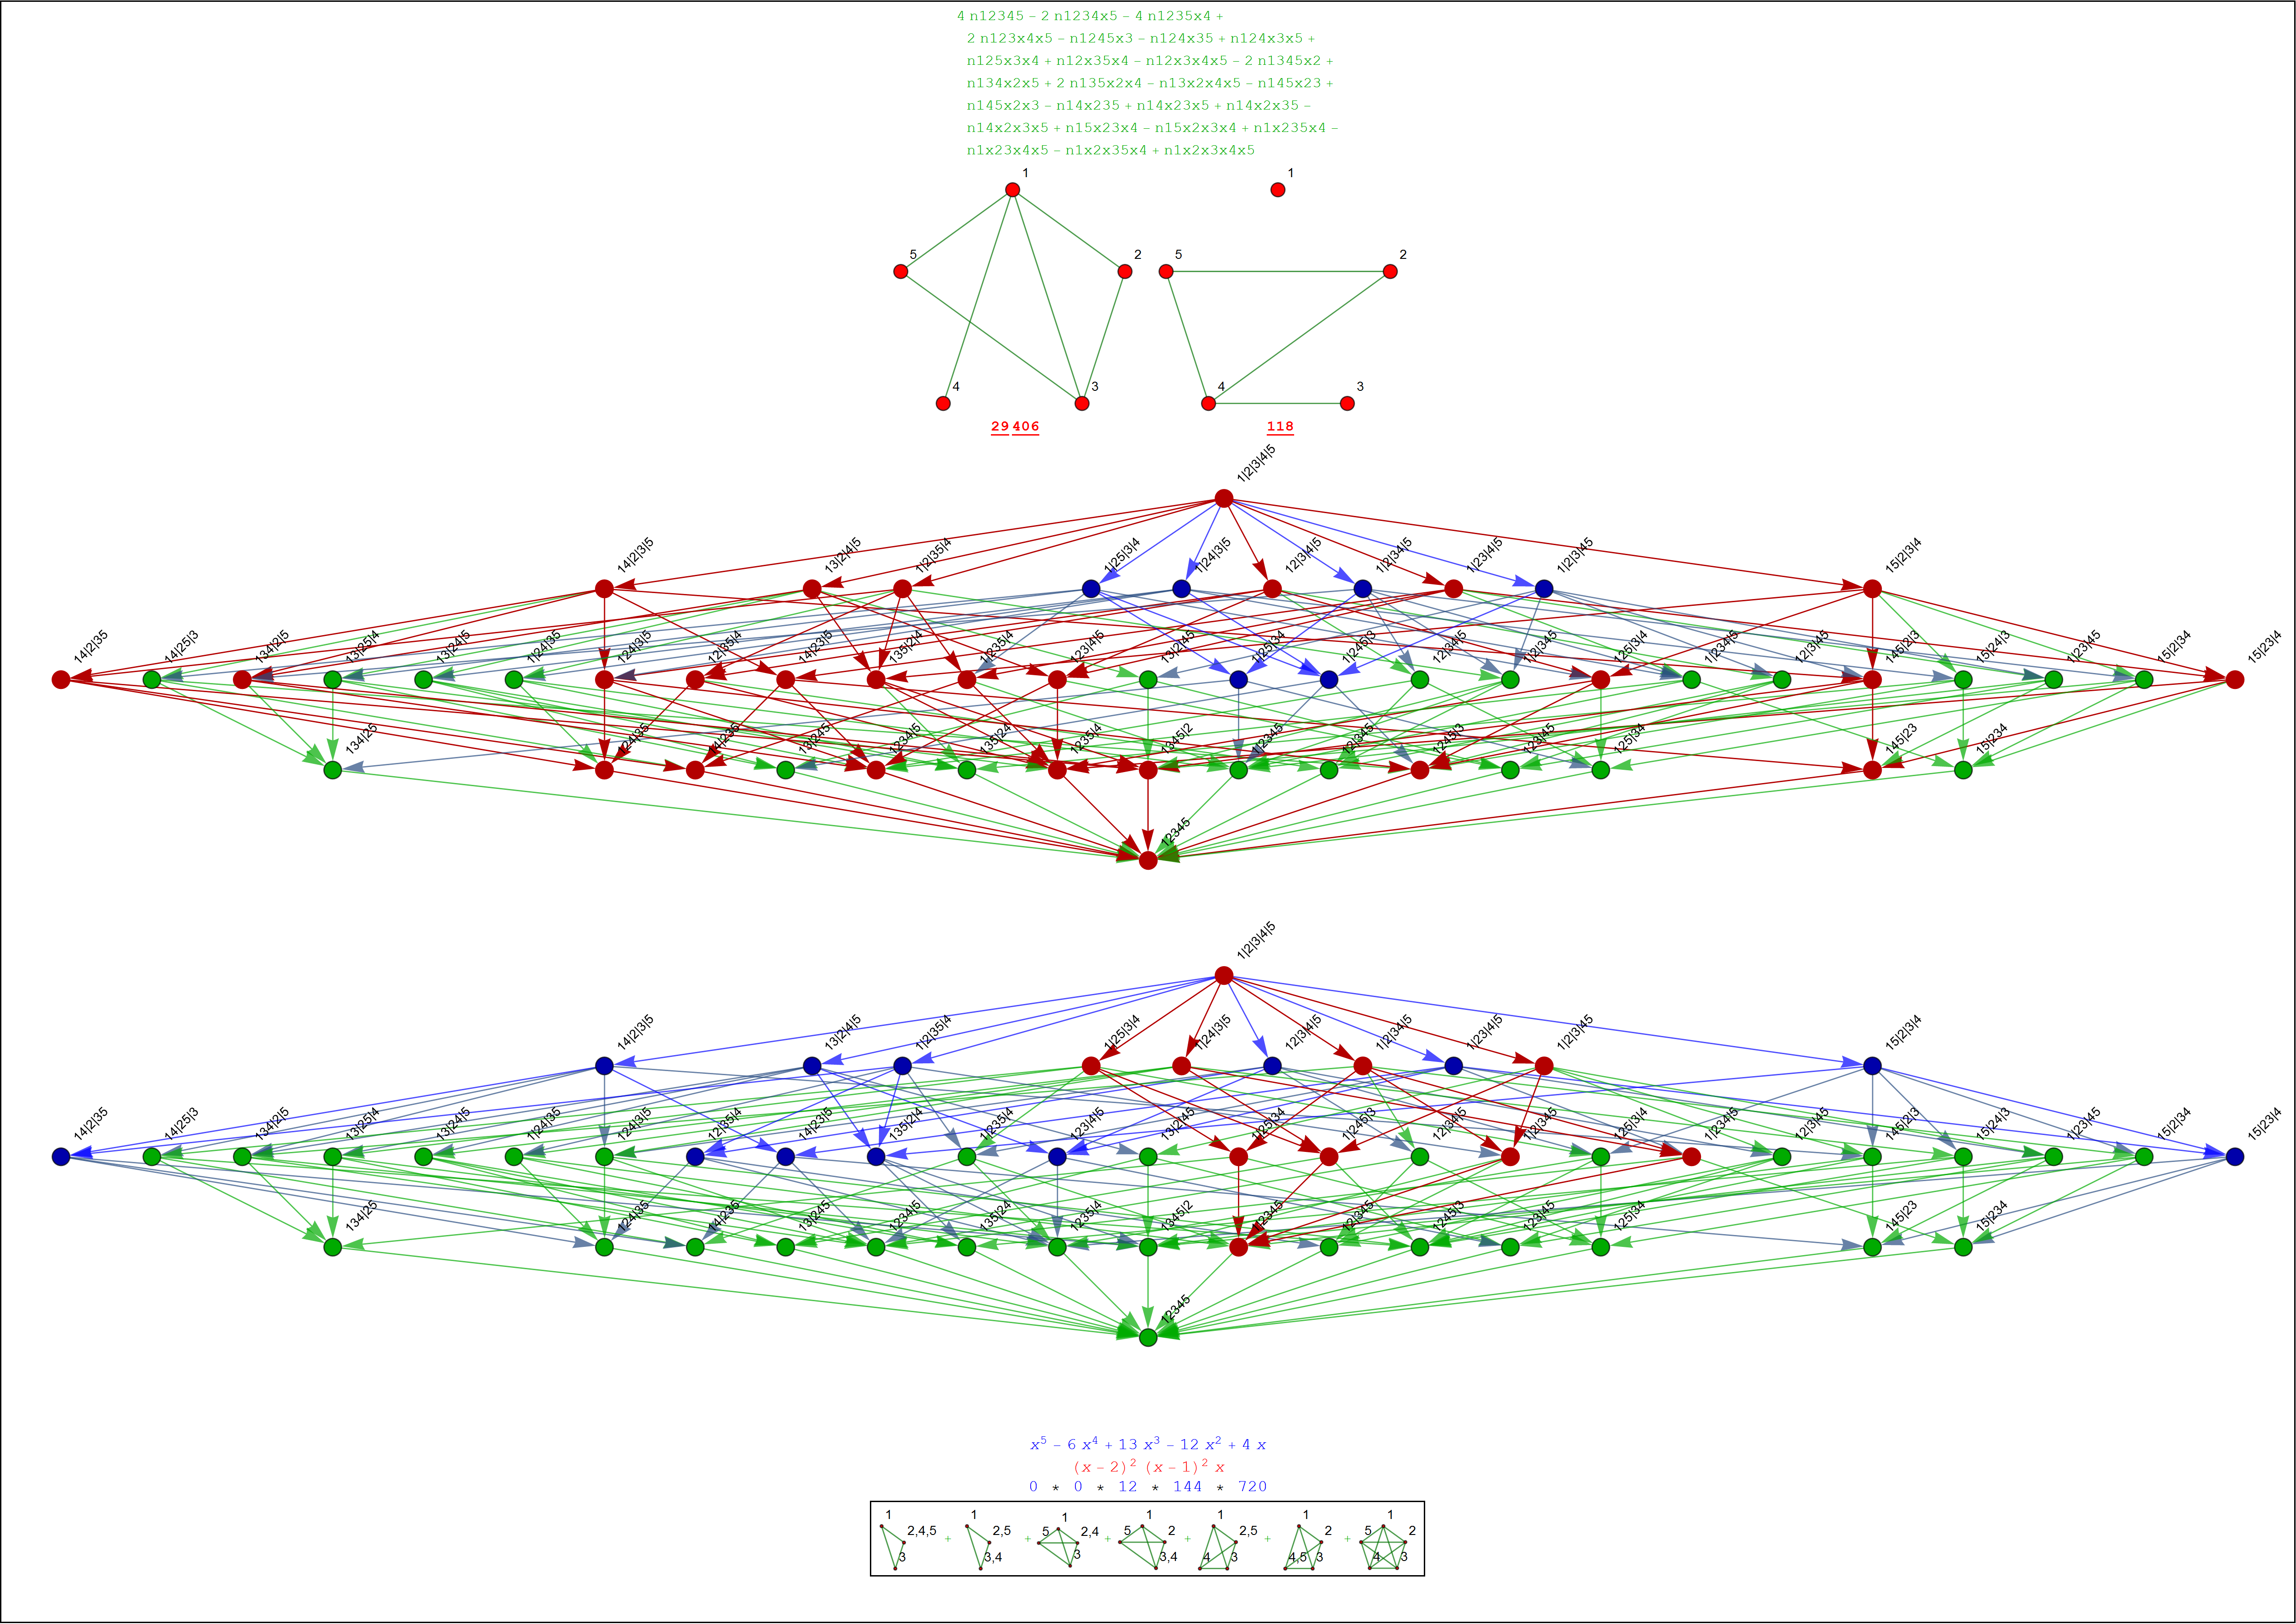 4 n12345 − 2 n1234x5 − 4 n1235x4 +
2 n123x4x5 − n1245x3 − n124x35 + n124x3x5 +
n125x3x4 + n12x35x4 − n12x3x4x5 − 2 n1345x2 +
n134x2x5 + 2 n135x2x4 − n13x2x4x5 − n145x23 +
n145x2x3 − n14x235 + n14x23x5 + n14x2x35 −
n14x2x3x5 + n15x23x4 − n15x2x3x4 + n1x235x4 −
n1x23x4x5 − n1x2x35x4 + n1x2x3x4x5
1 1
5 2 5 2
4 3 4 3
29 406 118
1|2|3|4|5
14|2|3|5 13|2|4|5 1|2|35|4 1|25|3|4 1|24|3|5 12|3|4|5 1|2|34|5 1|23|4|5 1|2|3|45 15|2|3|4
14|2|35 14|25|3 134|2|5 13|25|4 13|24|5 1|24|35 124|3|5 12|35|4 14|23|5 135|2|4 1|235|4 123|4|5 13|2|45 1|25|34 1|245|3 12|34|5 1|2|345 125|3|4 1|234|5 12|3|45 145|2|3 15|24|3 1|23|45 15|2|34 15|23|4
134|25 124|35 14|235 13|245 1234|5 135|24 1235|4 1345|2 1|2345 12|345 1245|3 123|45 125|34 145|23 15|234
12345
1|2|3|4|5
14|2|3|5 13|2|4|5 1|2|35|4 1|25|3|4 1|24|3|5 12|3|4|5 1|2|34|5 1|23|4|5 1|2|3|45 15|2|3|4
14|2|35 14|25|3 134|2|5 13|25|4 13|24|5 1|24|35 124|3|5 12|35|4 14|23|5 135|2|4 1|235|4 123|4|5 13|2|45 1|25|34 1|245|3 12|34|5 1|2|345 125|3|4 1|234|5 12|3|45 145|2|3 15|24|3 1|23|45 15|2|34 15|23|4
134|25 124|35 14|235 13|245 1234|5 135|24 1235|4 1345|2 1|2345 12|345 1245|3 123|45 125|34 145|23 15|234
12345
x⁵ − 6 x⁴ + 13 x³ − 12 x² + 4 x
(x − 2)² (x − 1)² x
0 * 0 * 12 * 144 * 720
1 1 1 1 1 1 1
2,4,5 2,5 5 2,4 5 2 2,5 2 5 2
+ + + + + +
3 3,4 3 3,4 4 3 4,5 3 4 3